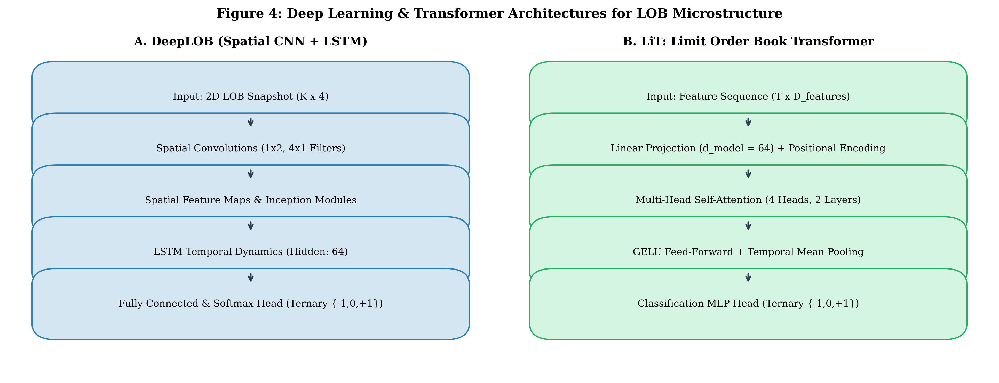 Figure 4: Deep Learning & Transformer Architectures for LOB Microstructure
A. DeepLOB (Spatial CNN + LSTM)
Input: 2D LOB Snapshot (K x 4)
Spatial Convolutions (1x2, 4x1 Filters)
Spatial Feature Maps & Inception Modules
LSTM Temporal Dynamics (Hidden: 64)
Fully Connected & Softmax Head (Ternary {-1,0,+1})
B. LiT: Limit Order Book Transformer
Input: Feature Sequence (T x D_features)
Linear Projection (d_model = 64) + Positional Encoding
Multi-Head Self-Attention (4 Heads, 2 Layers)
GELU Feed-Forward + Temporal Mean Pooling
Classification MLP Head (Ternary {-1,0,+1})